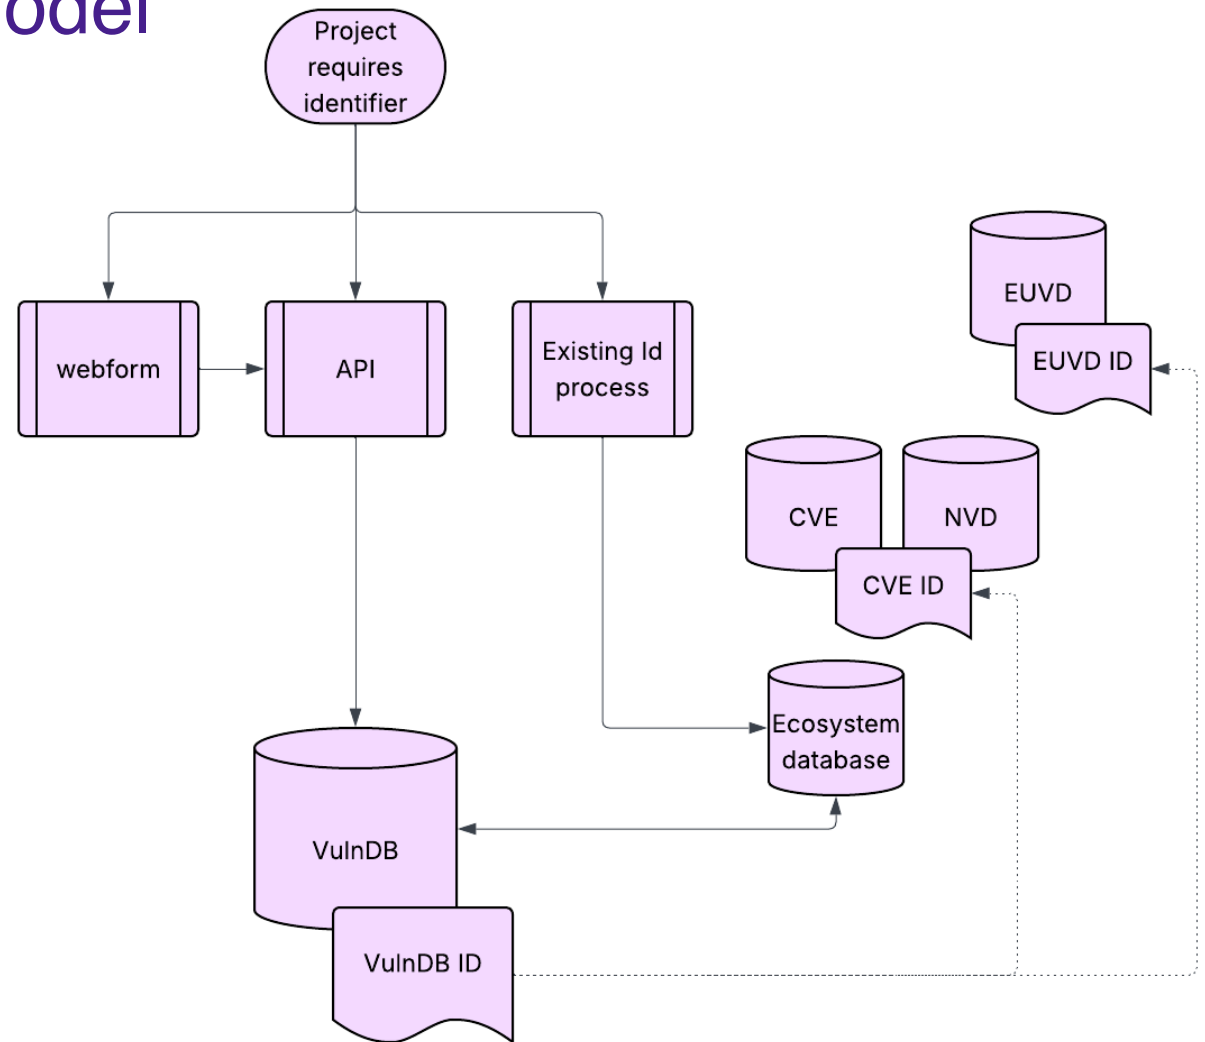 odel
Project
requires
identifier
webform
API
Existing Id
process
EUVD
EUVD ID
CVE
NVD
CVE ID
Ecosystem
database
VulnDB
VulnDB ID